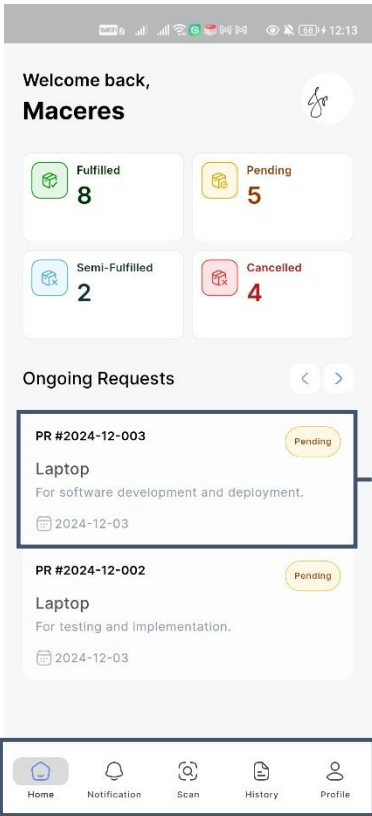 58 12:13
Welcome back,
Maceres
Fulfilled
8
Pending
5
Semi-Fulfilled
2
Cancelled
4
Ongoing Requests
PR #2024-12-003
Pending
Laptop
For software development and deployment.
2024-12-03
PR #2024-12-002
Pending
Laptop
For testing and implementation.
2024-12-03
Home Notification Scan History Profile